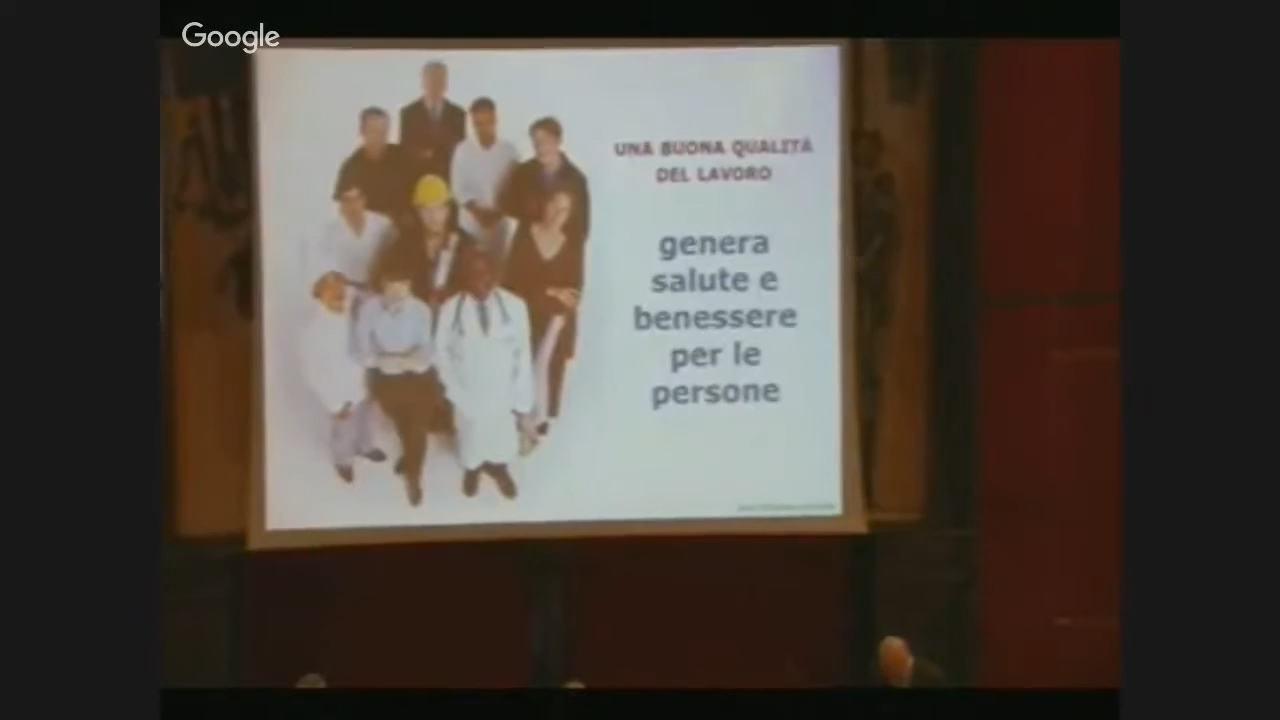 Google
UNA BUONA QUALITÀ
DEL LAVORO
genera
salute e
benessere
per le
persone